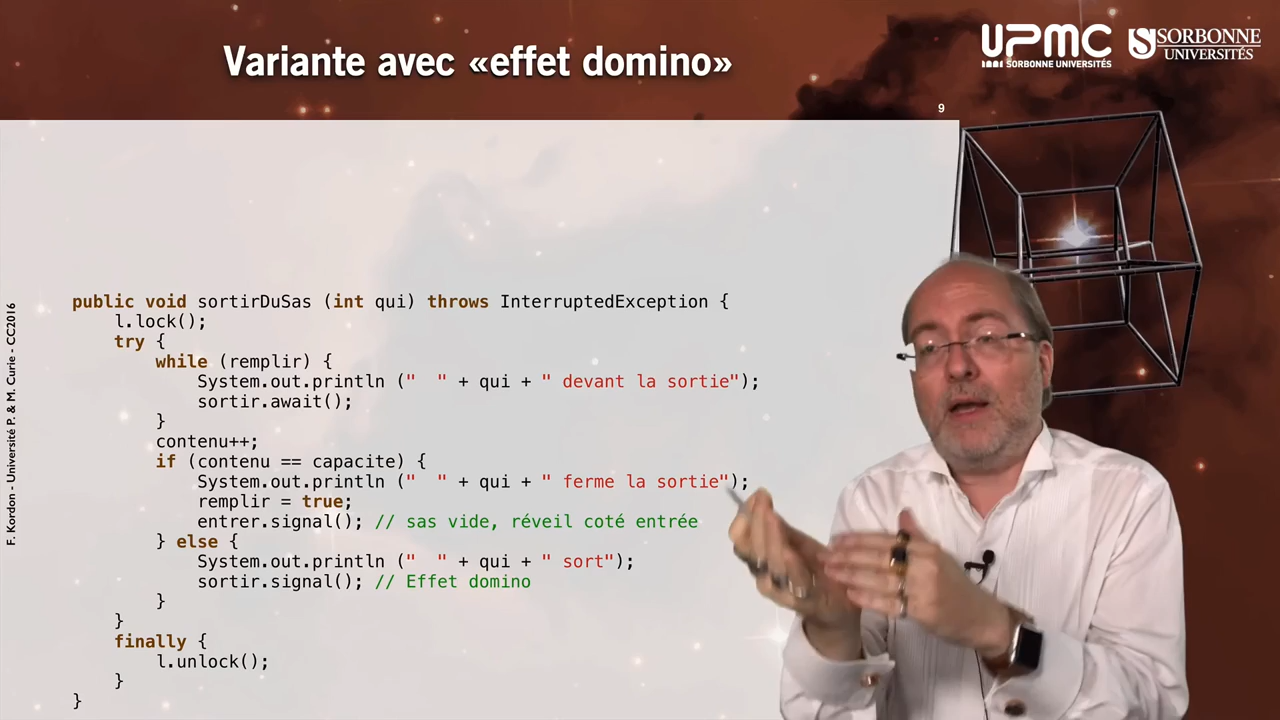 Variante avec «effet domino»
UPMC
SORBONNE UNIVERSITÉS
SORBONNE
UNIVERSITÉS
9
F. Kordon - Université P. & M. Curie - CC2016
public void sortirDuSas (int qui) throws InterruptedException {
    l.lock();
    try {
        while (remplir) {
            System.out.println ("  " + qui + " devant la sortie");
            sortir.await();
        }
        contenu++;
        if (contenu == capacite) {
            System.out.println ("  " + qui + " ferme la sortie");
            remplir = true;
            entrer.signal(); // sas vide, réveil coté entrée
        } else {
            System.out.println ("  " + qui + " sort");
            sortir.signal(); // Effet domino
        }
    }
    finally {
        l.unlock();
    }
}